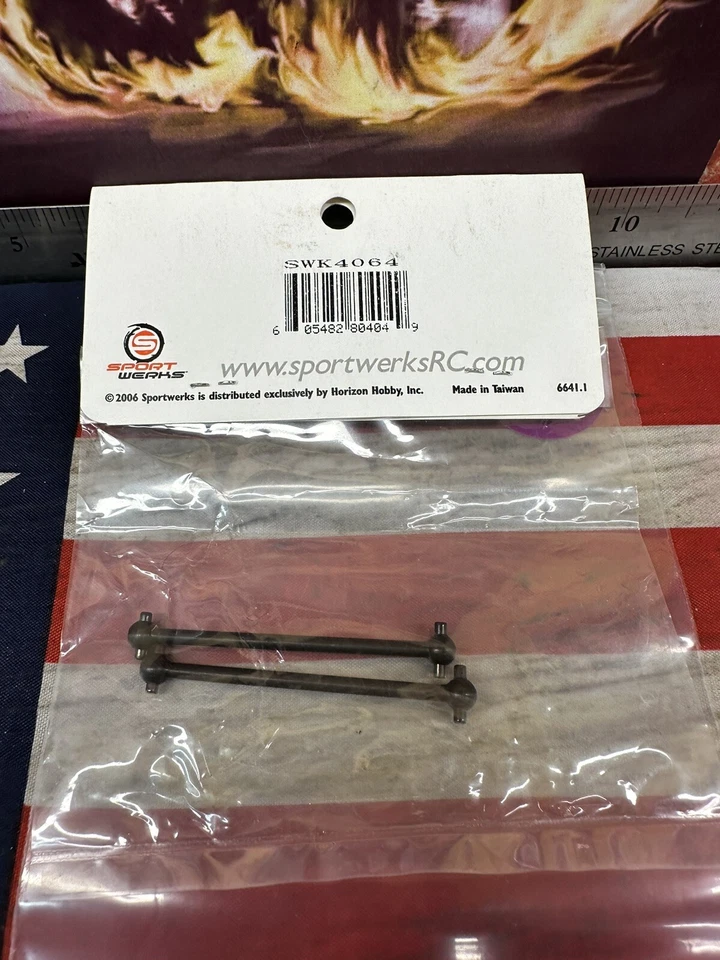 5
10
STAINLESS STE
SWK4064
6 05482 80404 9
SPORT
WERKS
www.sportwerksRC.com
© 2006 Sportwerks is distributed exclusively by Horizon Hobby, Inc. Made in Taiwan 6641.1